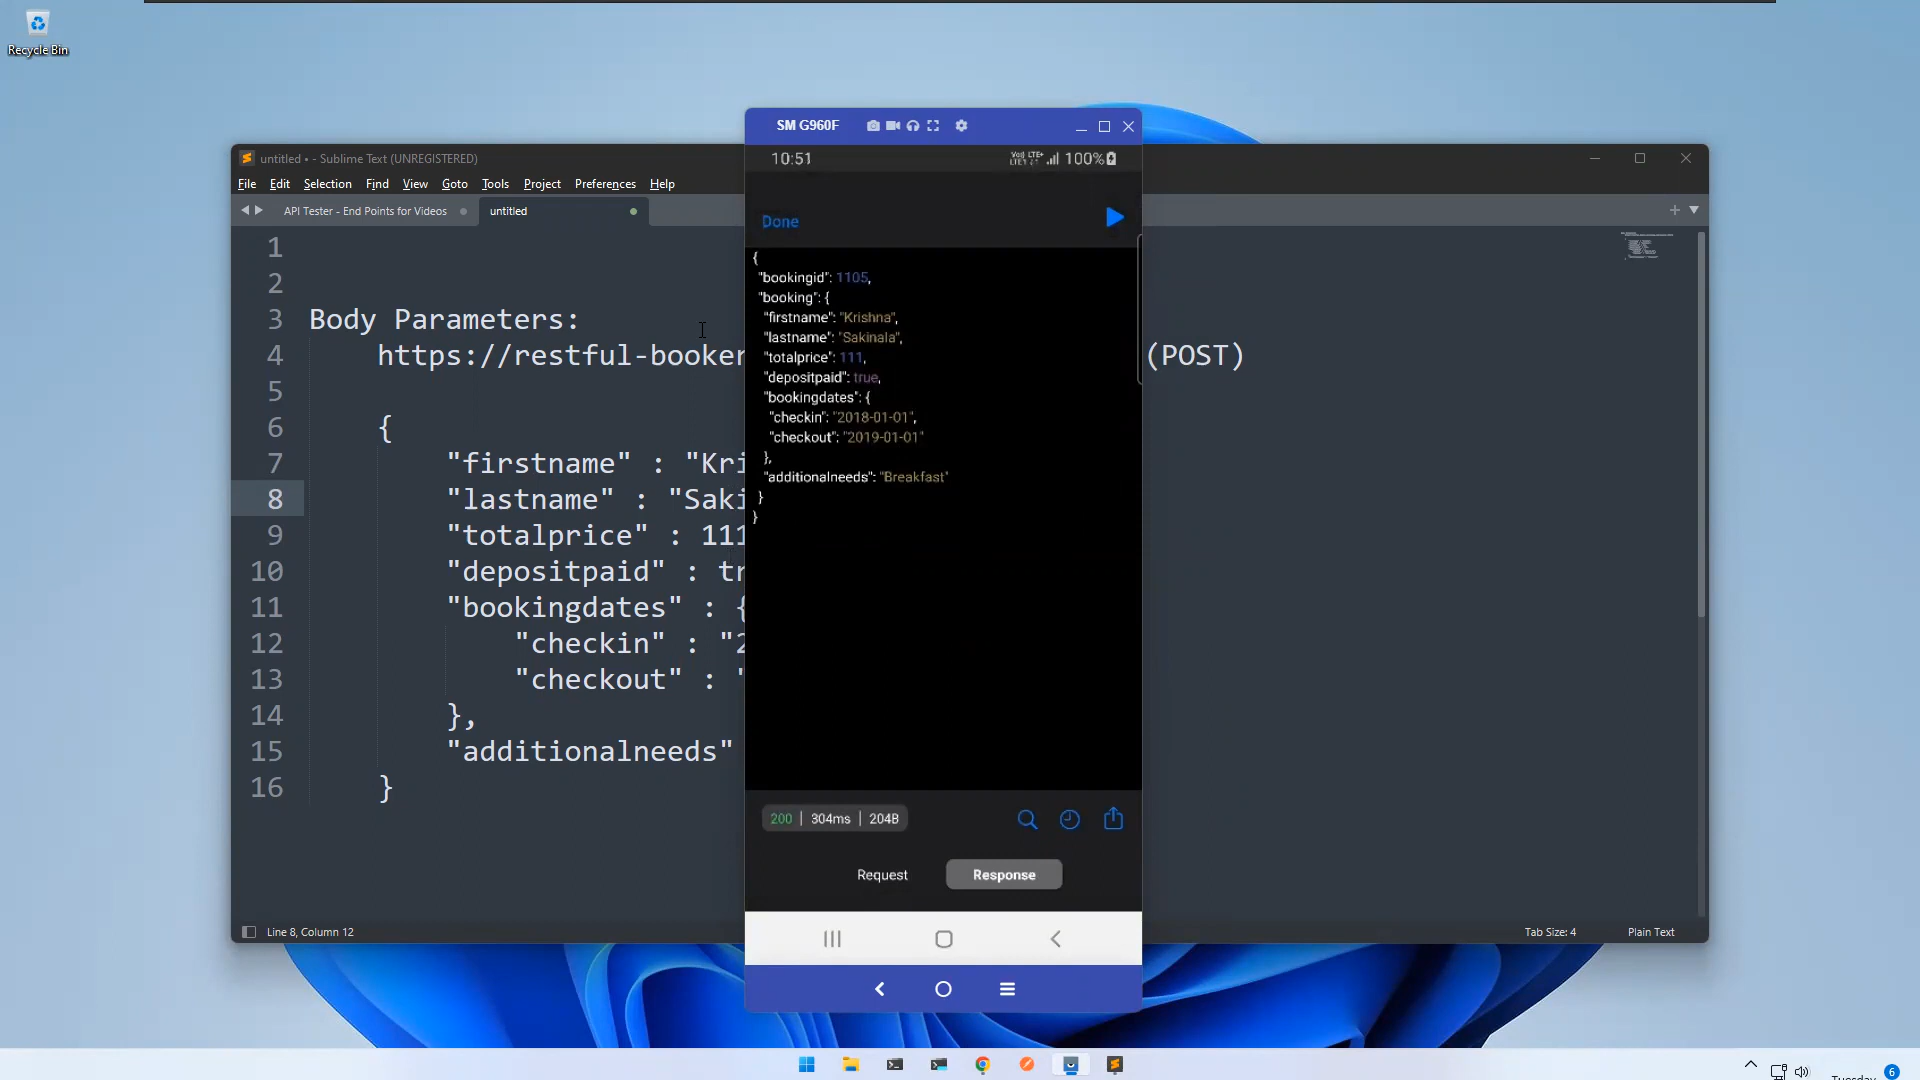 Recycle Bin
untitled • - Sublime Text (UNREGISTERED)
File Edit Selection Find View Goto Tools Project Preferences Help
API Tester - End Points for Videos
untitled
1
2
3 Body Parameters:
4 https://restful-booker (POST)
5
6 {
7 "firstname" : "Kri
8 "lastname" : "Saki
9 "totalprice" : 111
10 "depositpaid" : tr
11 "bookingdates" : {
12 "checkin" : "2
13 "checkout" : "
14 },
15 "additionalneeds"
16 }
Line 8, Column 12
Tab Size: 4
Plain Text
SM G960F
10:51
100%
Done
{
"bookingid": 1105,
"booking": {
"firstname": "Krishna",
"lastname": "Sakinala",
"totalprice": 111,
"depositpaid": true,
"bookingdates": {
"checkin": "2018-01-01",
"checkout": "2019-01-01"
},
"additionalneeds": "Breakfast"
}
}
200 | 304ms | 204B
Request
Response
6